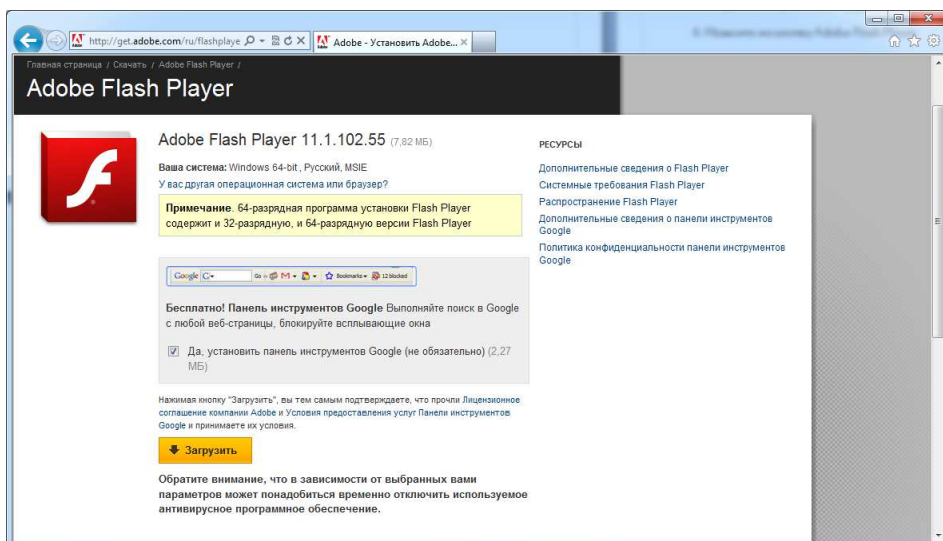 http://get.adobe.com/ru/flashplaye
Adobe - Установить Adobe...
Главная страница / Скачать / Adobe Flash Player /
Adobe Flash Player
Adobe Flash Player 11.1.102.55 (7,82 МБ)
Ваша система: Windows 64-bit , Русский, MSIE
У вас другая операционная система или браузер?
Примечание. 64-разрядная программа установки Flash Player
содержит и 32-разрядную, и 64-разрядную версии Flash Player
Google G Go Bookmarks 12 blocked
Бесплатно! Панель инструментов Google Выполняйте поиск в Google
с любой веб-страницы, блокируйте всплывающие окна
Да, установить панель инструментов Google (не обязательно) (2,27
МБ)
Нажимая кнопку "Загрузить", вы тем самым подтверждаете, что прочли Лицензионное
соглашение компании Adobe и Условия предоставления услуг Панели инструментов
Google и принимаете их условия.
Загрузить
Обратите внимание, что в зависимости от выбранных вами
параметров может понадобиться временно отключить используемое
антивирусное программное обеспечение.
РЕСУРСЫ
Дополнительные сведения о Flash Player
Системные требования Flash Player
Распространение Flash Player
Дополнительные сведения о панели инструментов
Google
Политика конфиденциальности панели инструментов
Google